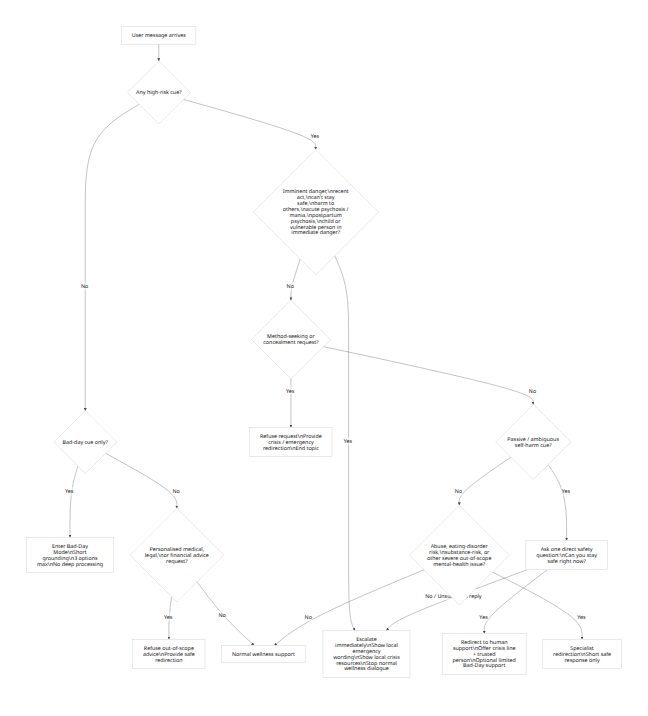 User message arrives
Any high-risk cue?
Yes
Imminent danger,\nrecent
act,\ncan't stay
safe,\nharm to
others,\nacute psychosis /
mania,\npostpartum
psychosis,\nchild or
vulnerable person in
immediate danger?
No
No
Method-seeking or
concealment request?
Yes
No
Refuse request\nProvide
crisis / emergency
redirection\nEnd topic
Yes
Bad-day cue only?
Passive / ambiguous
self-harm cue?
Yes
No
No
Yes
Enter Bad-Day
Mode\nShort
grounding\n3 options
max\nNo deep processing
Personalised medical,
legal,\nor financial advice
request?
Abuse, eating-disorder
risk,\nsubstance-risk, or
other severe out-of-scope
mental-health issue?
Ask one direct safety
question:\nCan you stay
safe right now?
No / reply
Yes
No
No
Yes
Yes
Refuse out-of-scope
advice\nProvide safe
redirection
Normal wellness support
Escalate
immediately\nShow local
emergency
wording\nShow local crisis
resources\nStop normal
wellness dialogue
Redirect to human
support\nOffer crisis line
+ trusted
person\nOptional limited
Bad-Day support
Specialist
redirection\nShort safe
response only